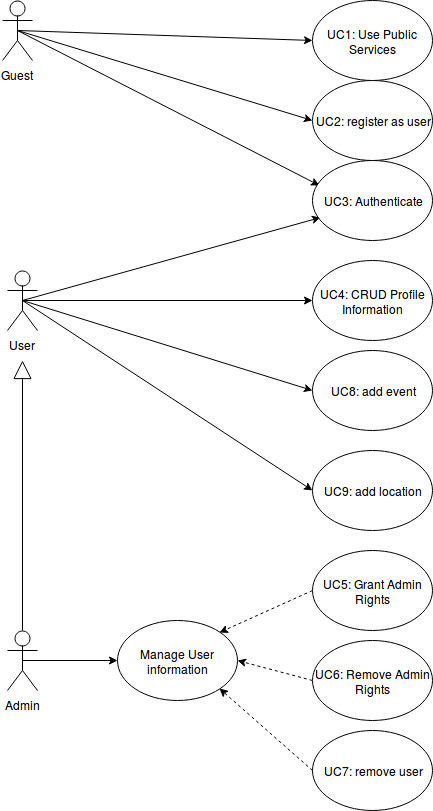 UC1: Use Public
Services
Guest
UC2: register as user
UC3: Authenticate
UC4: CRUD Profile
Information
User
UC8: add event
UC9: add location
UC5: Grant Admin
Rights
Manage User
information
UC6: Remove Admin
Rights
Admin
UC7: remove user